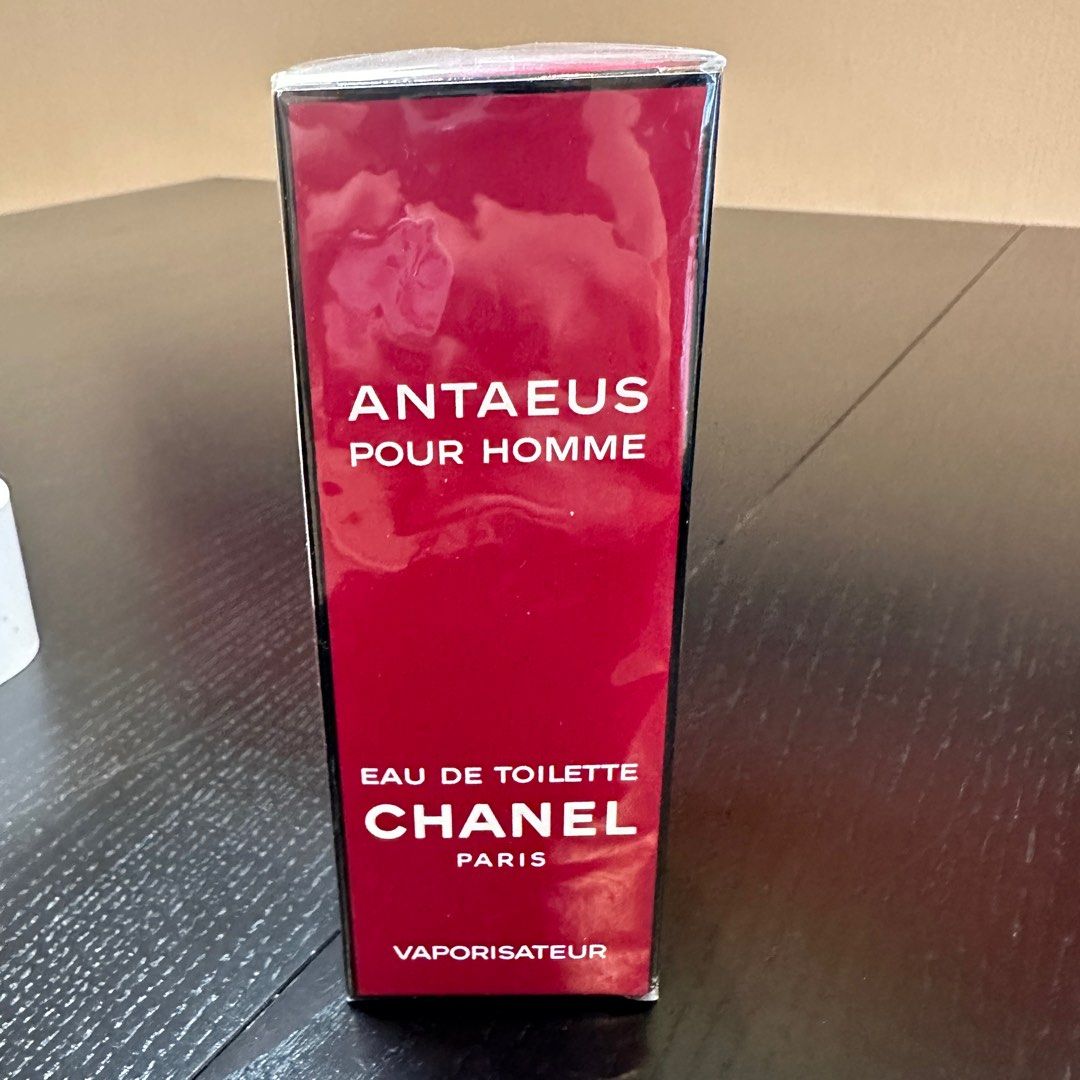 ANTAEUS
POUR HOMME
EAU DE TOILETTE
CHANEL
PARIS
VAPORISATEUR